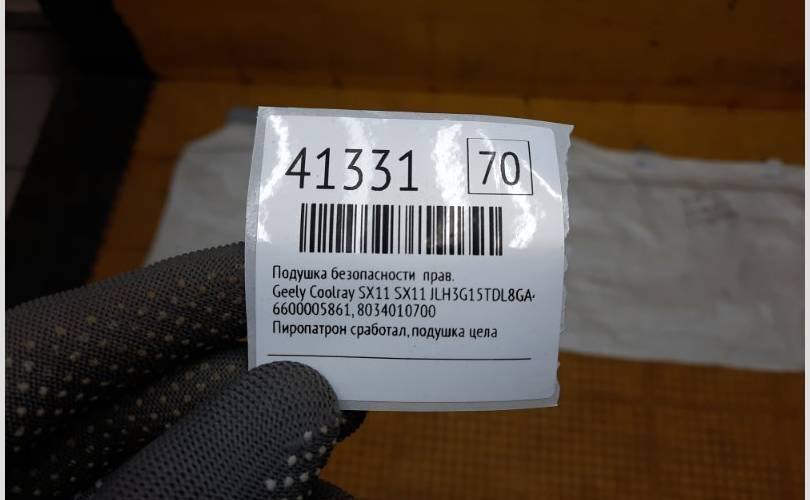 41331 70
Подушка безопасности прав.
Geely Coolray SX11 SX11 JLH3G15TDL8GA-
6600005861, 8034010700
Пиропатрон сработал, подушка цела